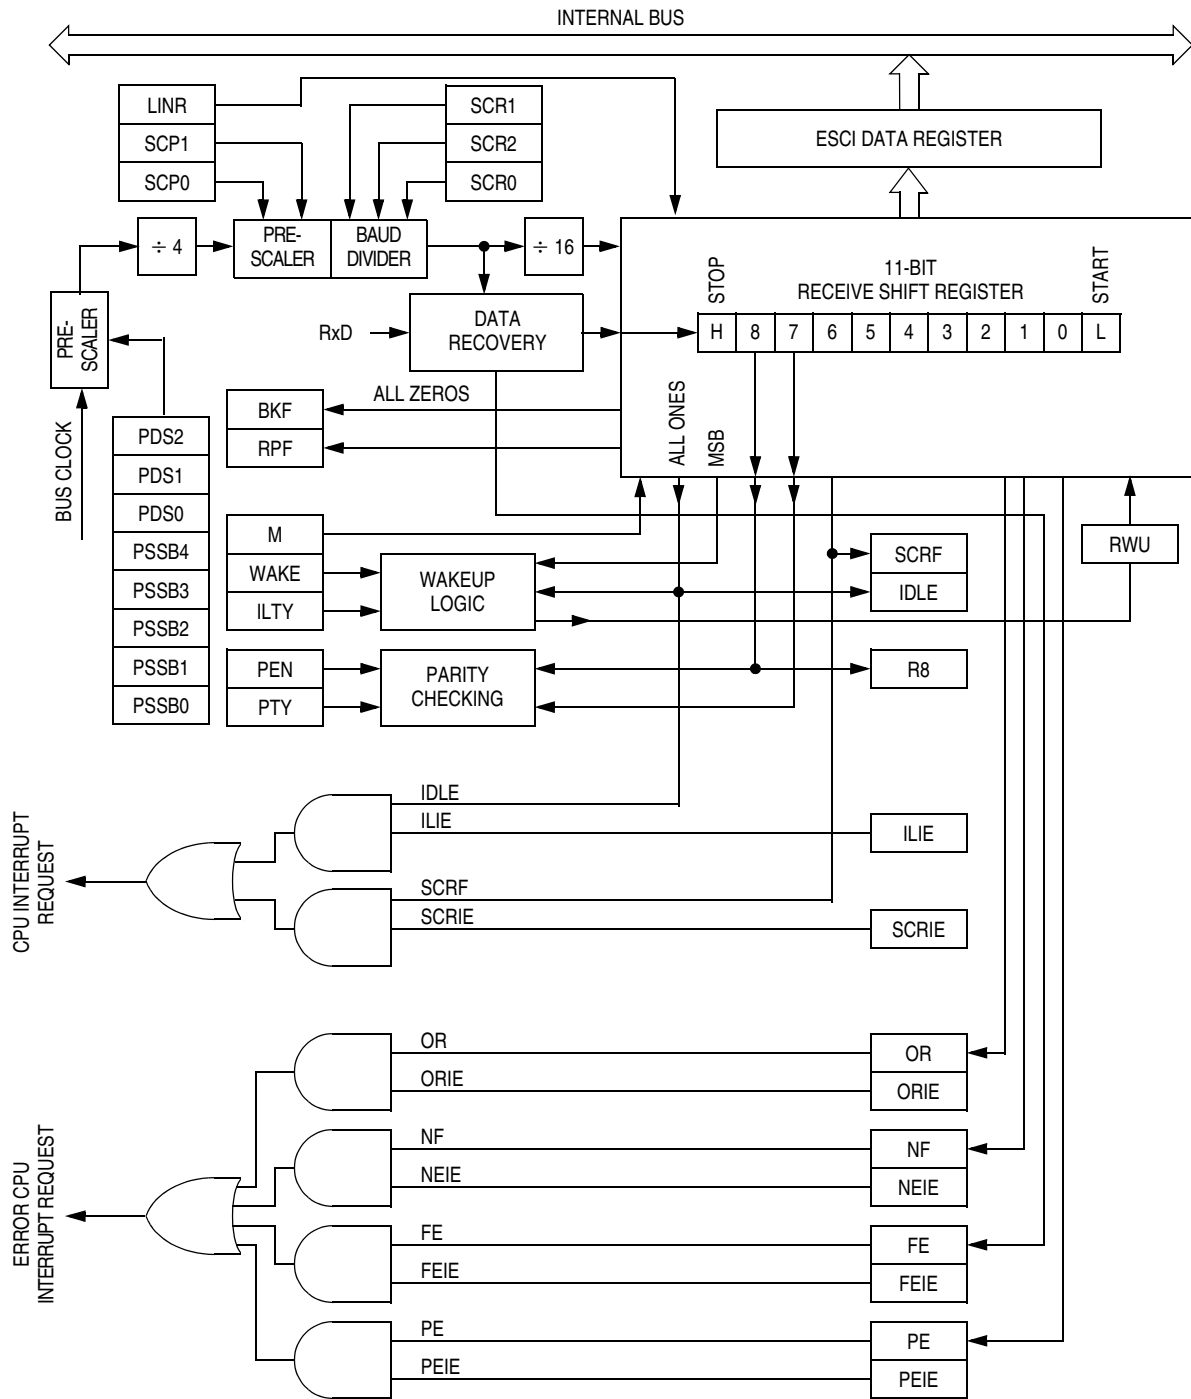 INTERNAL BUS
LINR
SCP1
SCP0
SCR1
SCR2
SCR0
ESCI DATA REGISTER
÷ 4
PRE-
SCALER
BAUD
DIVIDER
÷ 16
PRE-
SCALER
BUS CLOCK
RxD
DATA
RECOVERY
STOP
11-BIT
RECEIVE SHIFT REGISTER
START
H 8 7 6 5 4 3 2 1 0 L
ALL ZEROS
ALL ONES
MSB
BKF
RPF
PDS2
PDS1
PDS0
PSSB4
PSSB3
PSSB2
PSSB1
PSSB0
M
WAKE
ILTY
WAKEUP
LOGIC
SCRF
IDLE
RWU
PEN
PTY
PARITY
CHECKING
R8
CPU INTERRUPT
REQUEST
IDLE
ILIE
ILIE
SCRF
SCRIE
SCRIE
ERROR CPU
INTERRUPT REQUEST
OR
OR
ORIE
ORIE
NF
NF
NEIE
NEIE
FE
FE
FEIE
FEIE
PE
PE
PEIE
PEIE